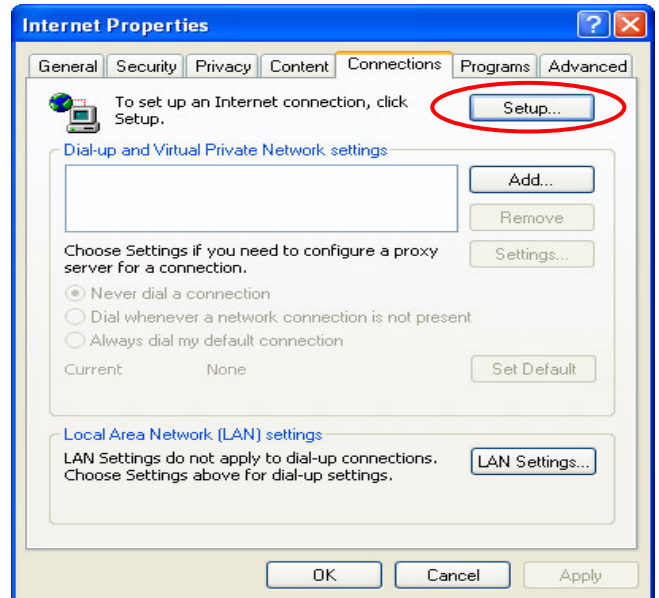 Internet Properties
General Security Privacy Content Connections Programs Advanced
To set up an Internet connection, click
Setup.
Setup...
Dial-up and Virtual Private Network settings
Add...
Remove
Choose Settings if you need to configure a proxy
server for a connection.
Settings...
Never dial a connection
Dial whenever a network connection is not present
Always dial my default connection
Current None
Set Default
Local Area Network (LAN) settings
LAN Settings do not apply to dial-up connections.
Choose Settings above for dial-up settings.
LAN Settings...
OK Cancel Apply